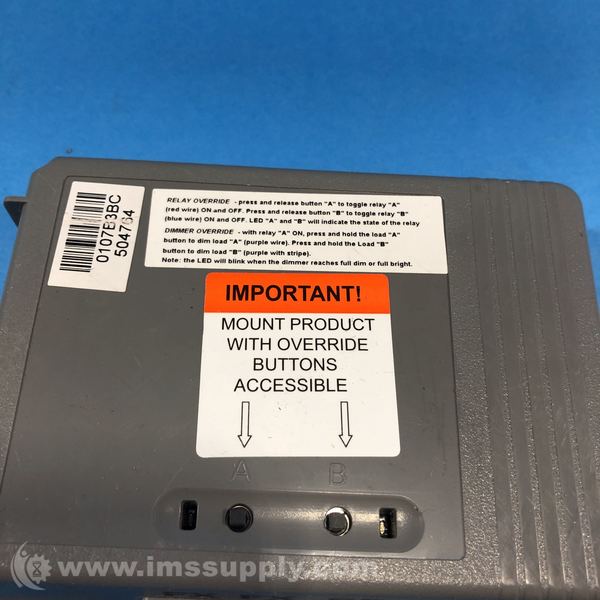 0107B3BC
504764
RELAY OVERRIDE - press and release button "A" to toggle relay "A"
(red wire) ON and OFF. Press and release button "B" to toggle relay "B"
(blue wire) ON and OFF. LED "A" and "B" will indicate the state of the relay
DIMMER OVERRIDE - with relay "A" ON, press and hold the load "A"
button to dim load "A" (purple wire). Press and hold the Load "B"
button to dim load "B" (purple with stripe).
Note: the LED will blink when the dimmer reaches full dim or full bright.
IMPORTANT!
MOUNT PRODUCT
WITH OVERRIDE
BUTTONS
ACCESSIBLE
A B
www.imssupply.com